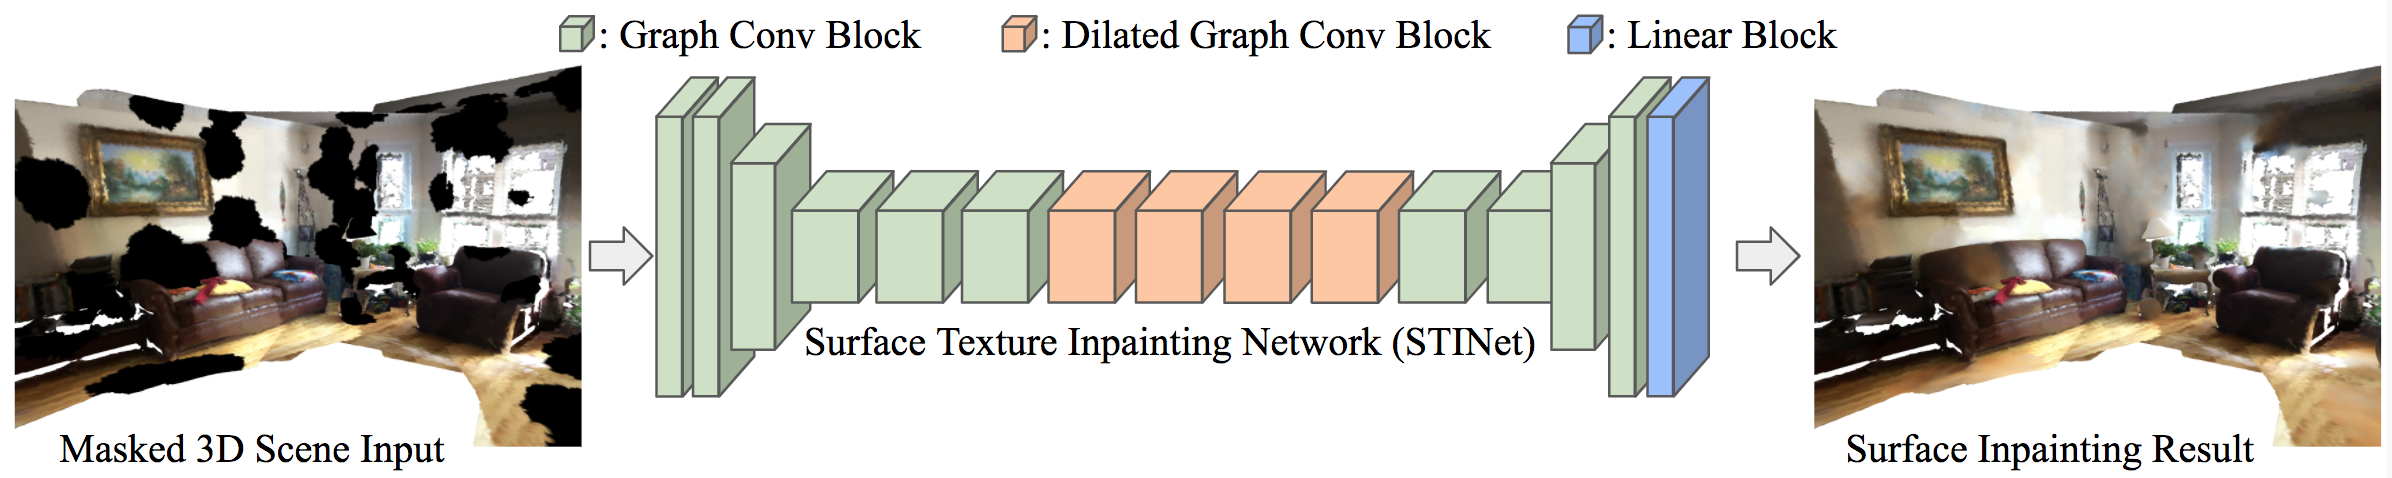 : Graph Conv Block
: Dilated Graph Conv Block
: Linear Block
Surface Texture Inpainting Network (STINet)
Masked 3D Scene Input
Surface Inpainting Result